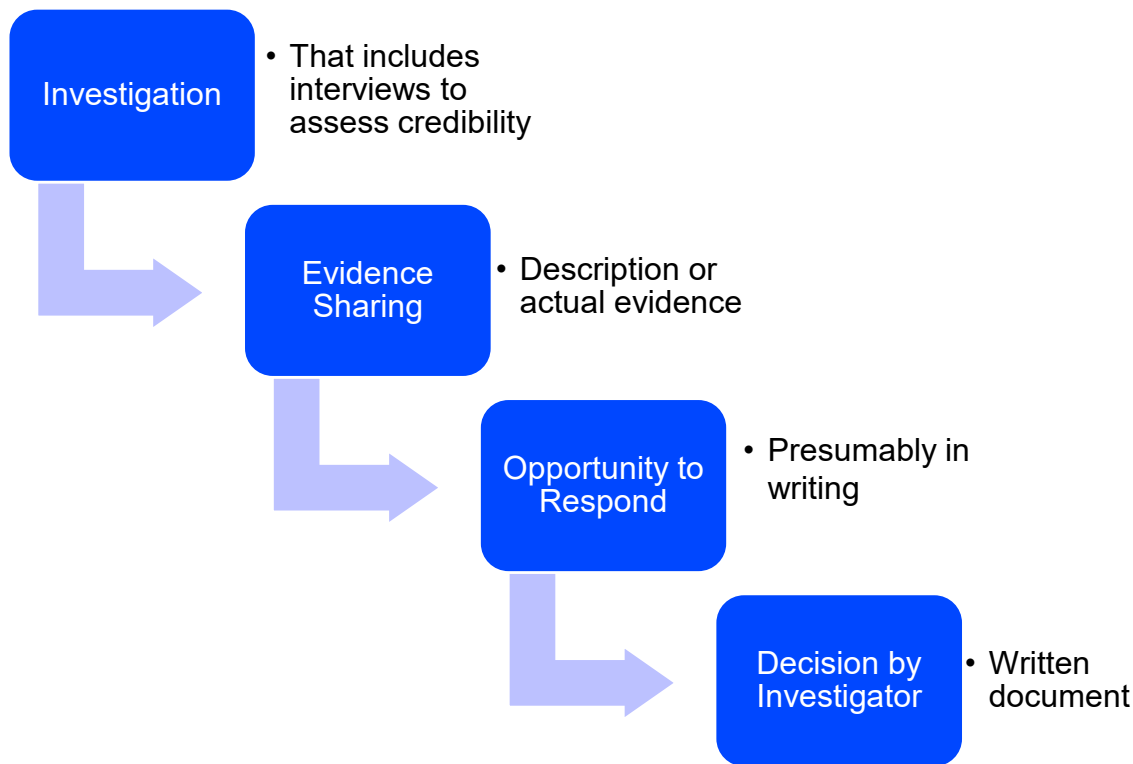 Investigation
• That includes
interviews to
assess credibility
Evidence
Sharing
• Description or
actual evidence
Opportunity to
Respond
• Presumably in
writing
Decision by
Investigator
• Written
document